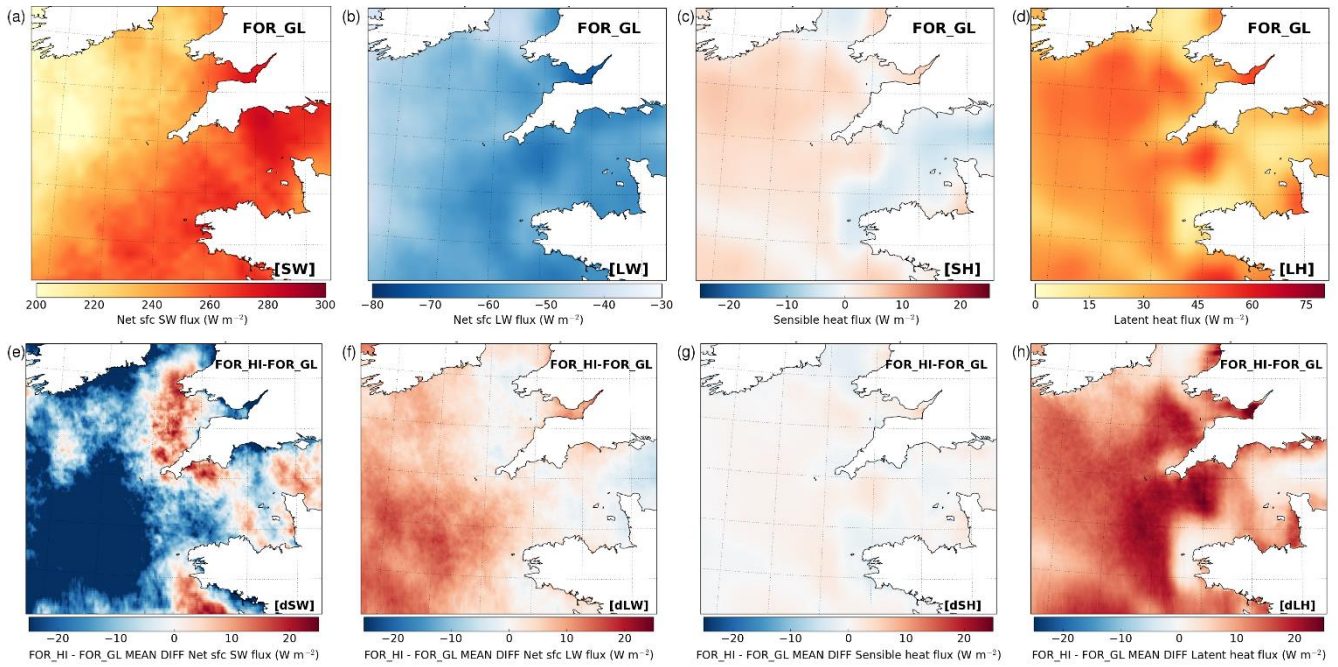 (a)
FOR_GL
[SW]
200 220 240 260 280 300
Net sfc SW flux (W m⁻²)
(b)
FOR_GL
[LW]
−80 −70 −60 −50 −40 −30
Net sfc LW flux (W m⁻²)
(c)
FOR_GL
[SH]
−20 −10 0 10 20
Sensible heat flux (W m⁻²)
(d)
FOR_GL
[LH]
0 15 30 45 60 75
Latent heat flux (W m⁻²)
(e)
FOR_HI-FOR_GL
[dSW]
−20 −10 0 10 20
FOR_HI - FOR_GL MEAN DIFF Net sfc SW flux (W m⁻²)
(f)
FOR_HI-FOR_GL
[dLW]
−20 −10 0 10 20
FOR_HI - FOR_GL MEAN DIFF Net sfc LW flux (W m⁻²)
(g)
FOR_HI-FOR_GL
[dSH]
−20 −10 0 10 20
FOR_HI - FOR_GL MEAN DIFF Sensible heat flux (W m⁻²)
(h)
FOR_HI-FOR_GL
[dLH]
−20 −10 0 10 20
FOR_HI - FOR_GL MEAN DIFF Latent heat flux (W m⁻²)